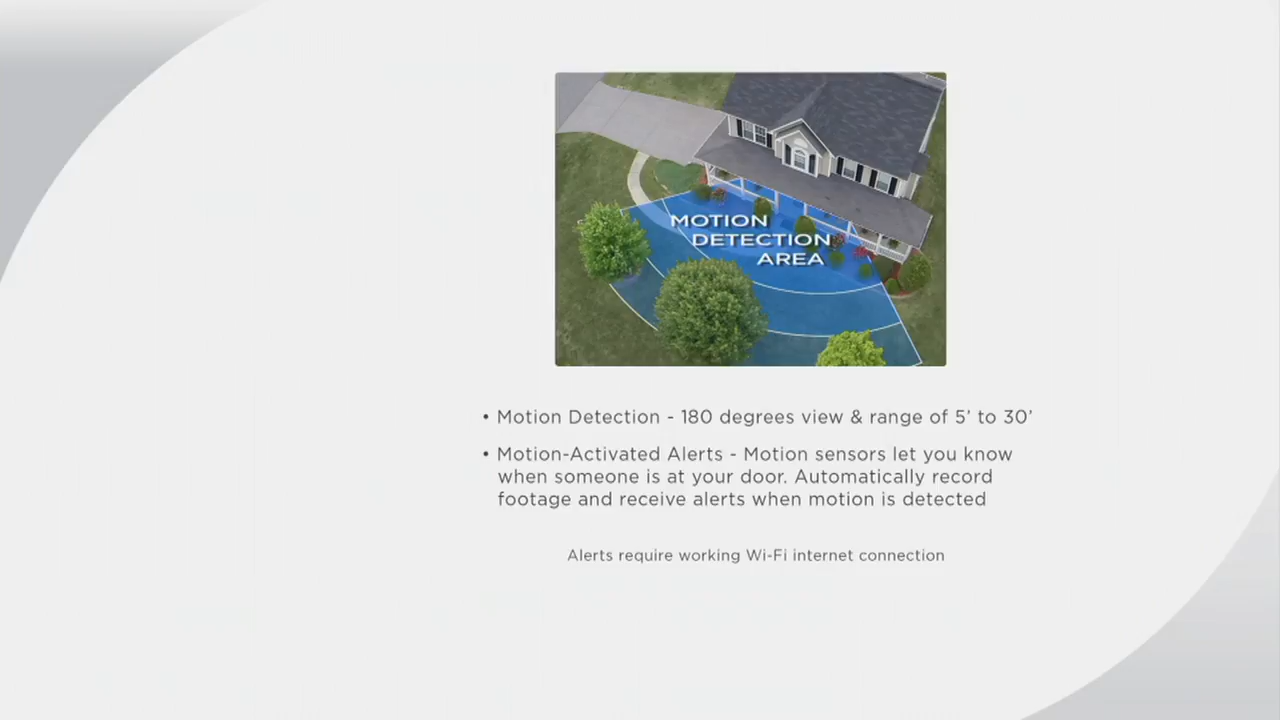 MOTION
DETECTION
AREA
• Motion Detection - 180 degrees view & range of 5’ to 30’
• Motion-Activated Alerts - Motion sensors let you know
when someone is at your door. Automatically record
footage and receive alerts when motion is detected
Alerts require working Wi-Fi internet connection